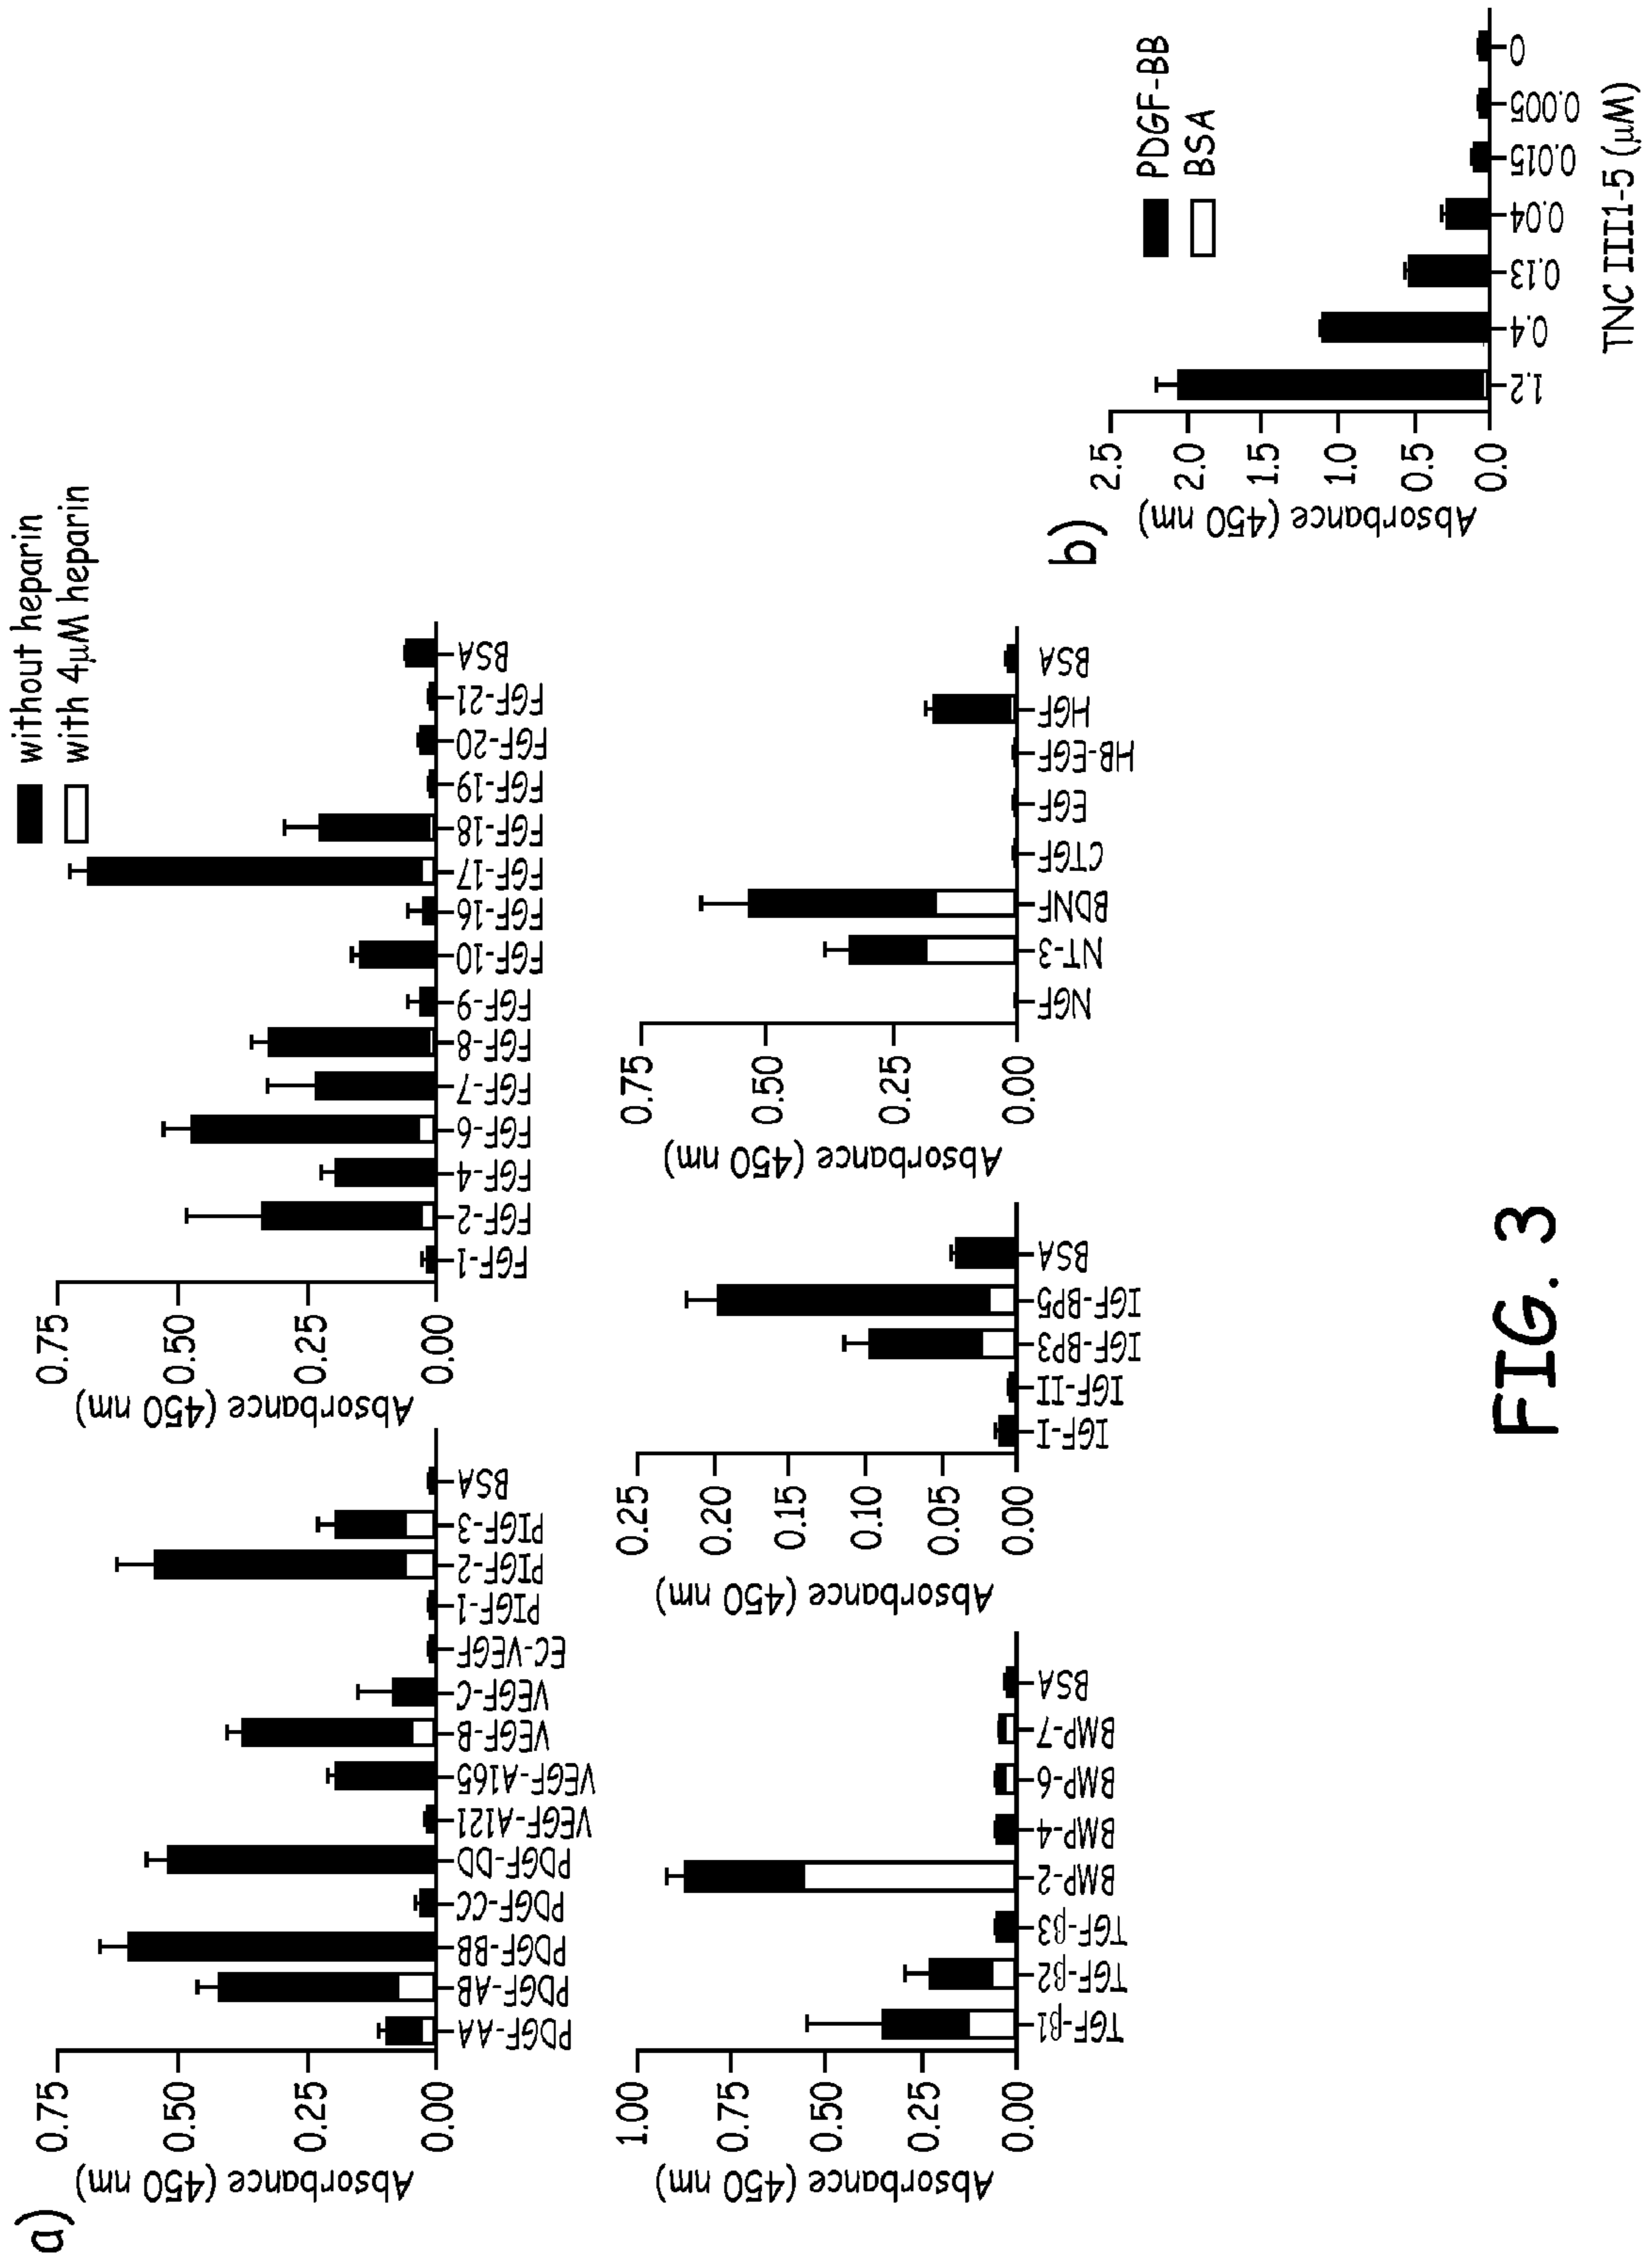 a)
without heparin
with 4μM heparin
Absorbance (450 nm)
0.75
0.50
0.25
0.00
PDGF-AA
PDGF-AB
PDGF-BB
PDGF-CC
PDGF-DD
VEGF-A121
VEGF-A165
VEGF-B
VEGF-C
EC-VEGF
PIGF-1
PIGF-2
PIGF-3
BSA
Absorbance (450 nm)
0.75
0.50
0.25
0.00
FGF-1
FGF-2
FGF-4
FGF-6
FGF-7
FGF-8
FGF-9
FGF-10
FGF-16
FGF-17
FGF-18
FGF-19
FGF-20
FGF-21
BSA
Absorbance (450 nm)
1.00
0.75
0.50
0.25
0.00
TGF-β1
TGF-β2
TGF-β3
BMP-2
BMP-4
BMP-6
BMP-7
BSA
Absorbance (450 nm)
0.25
0.20
0.15
0.10
0.05
0.00
IGF-I
IGF-II
IGF-BP3
IGF-BP5
BSA
Absorbance (450 nm)
0.75
0.50
0.25
0.00
NGF
NT-3
BDNF
CTGF
EGF
HB-EGF
HGF
BSA
b)
PDGF-BB
BSA
Absorbance (450 nm)
2.5
2.0
1.5
1.0
0.5
0.0
1.2
0.4
0.13
0.04
0.015
0.005
0
TNC III1-5 (μM)
FIG. 3